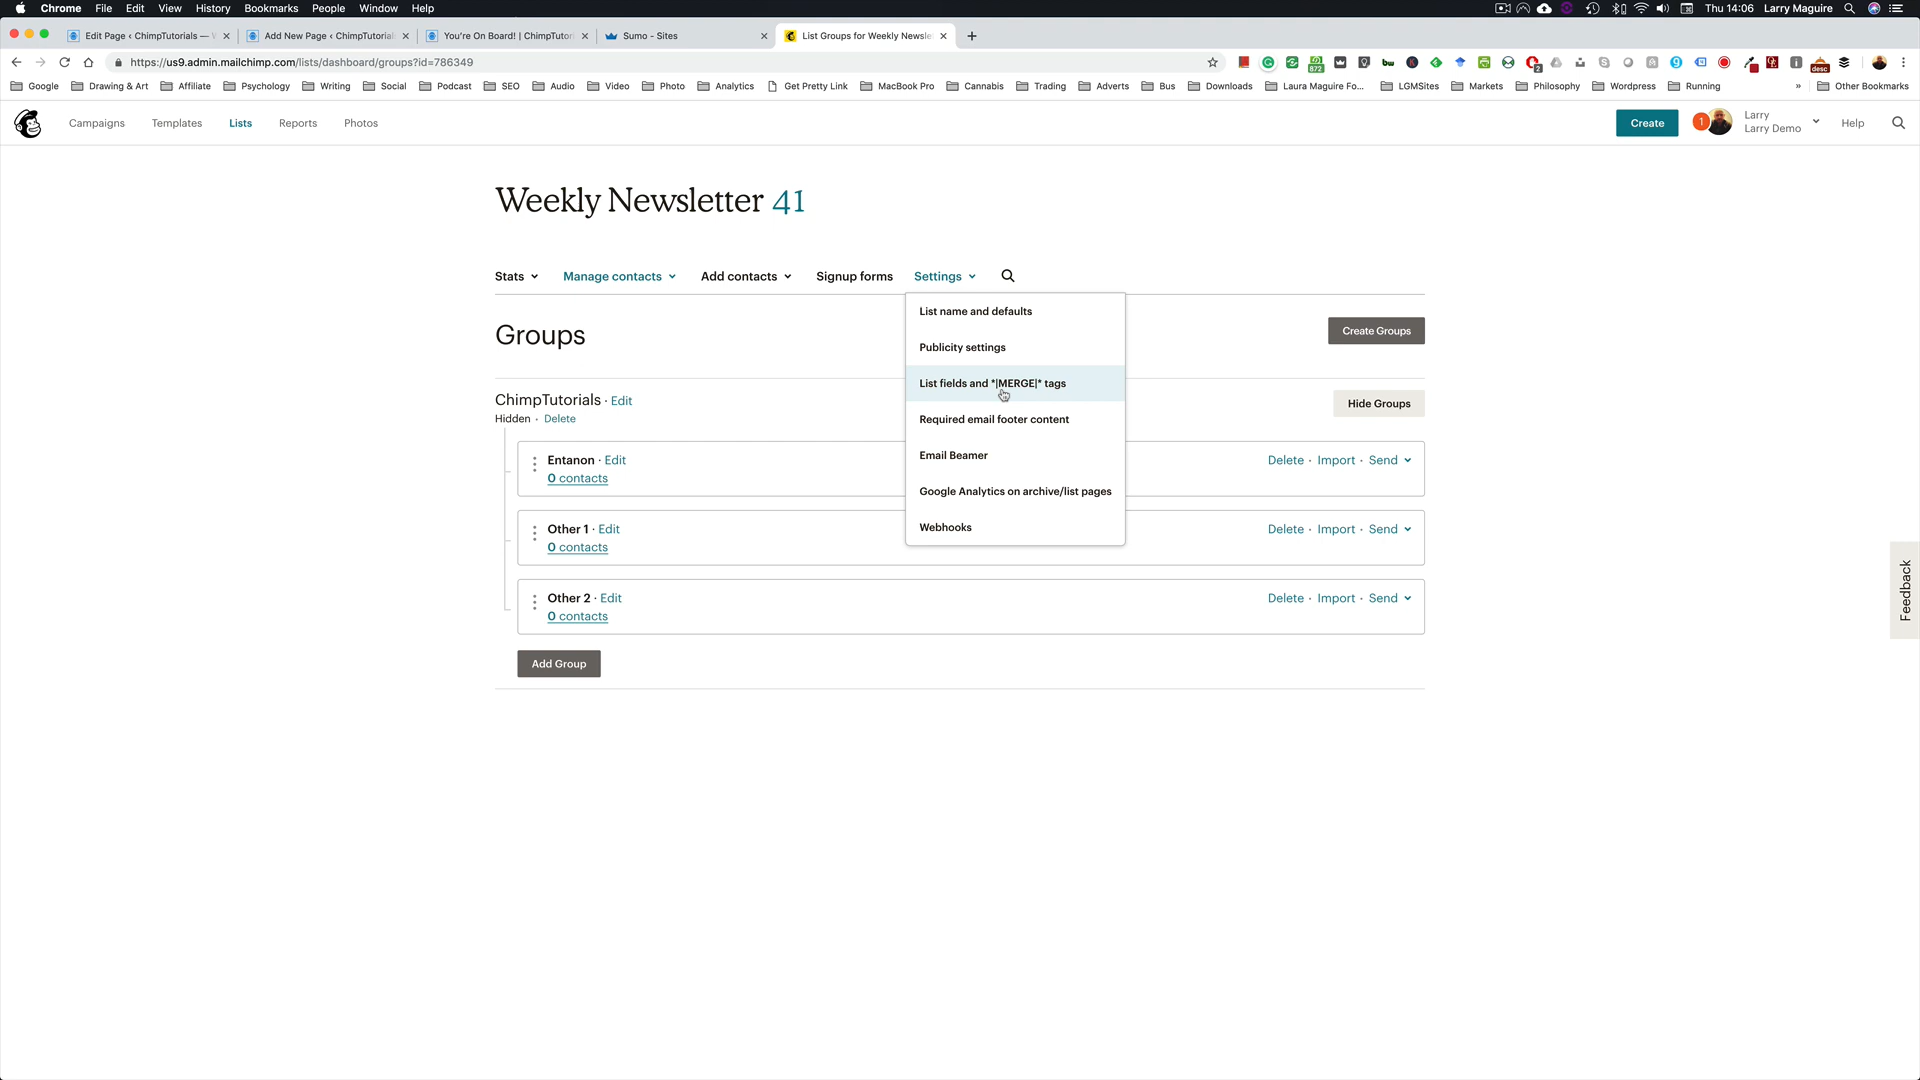 Chrome File Edit View History Bookmarks People Window Help Thu 14:06 Larry Maguire
Edit Page ‹ ChimpTutorials — W Add New Page ‹ ChimpTutorials You're On Board! | ChimpTutori Sumo - Sites List Groups for Weekly Newsle
https://us9.admin.mailchimp.com/lists/dashboard/groups?id=786349
Google Drawing & Art Affiliate Psychology Writing Social Podcast SEO Audio Video Photo Analytics Get Pretty Link MacBook Pro Cannabis Trading Adverts Bus Downloads Laura Maguire Fo... LGMSites Markets Philosophy Wordpress Running » Other Bookmarks
Campaigns Templates Lists Reports Photos Create 1 Larry
Larry Demo Help
Weekly Newsletter 41
Stats Manage contacts Add contacts Signup forms Settings
List name and defaults
Publicity settings
List fields and *|MERGE|* tags
Required email footer content
Email Beamer
Google Analytics on archive/list pages
Webhooks
Groups Create Groups
ChimpTutorials · Edit Hide Groups
Hidden · Delete
Entanon · Edit Delete · Import · Send
0 contacts
Other 1 · Edit Delete · Import · Send
0 contacts
Other 2 · Edit Delete · Import · Send
0 contacts
Add Group
Feedback